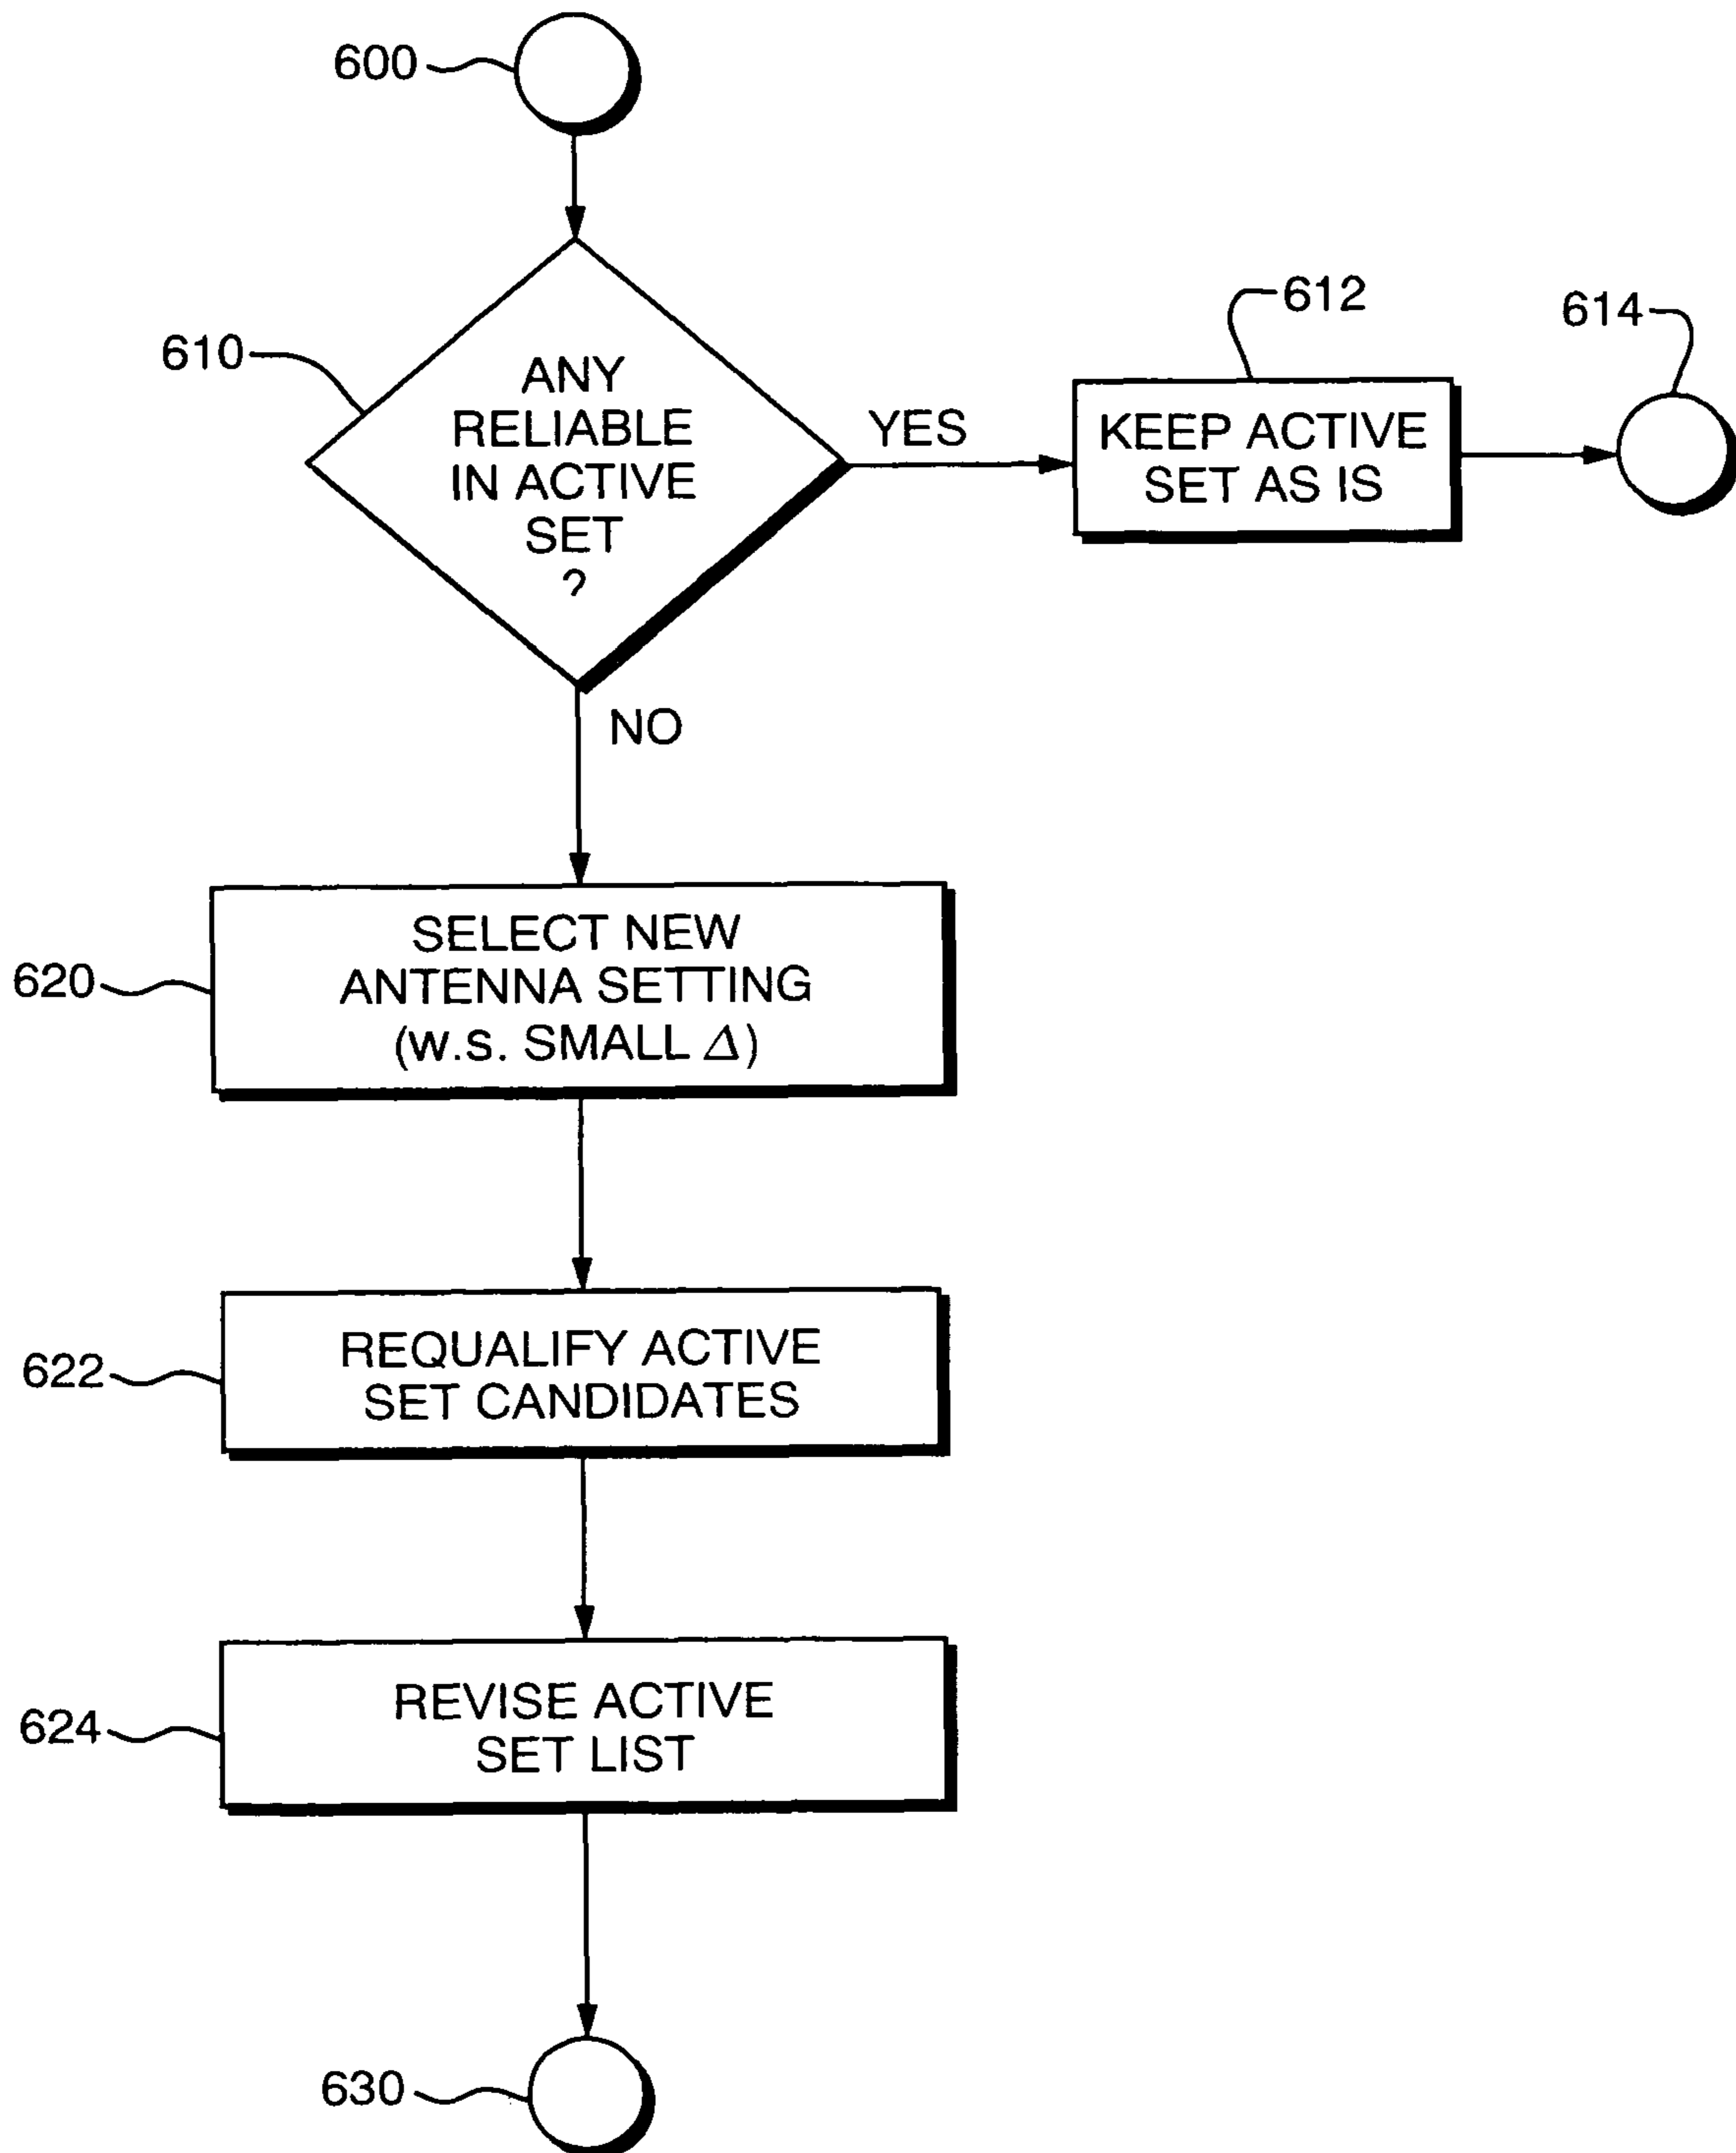 600
610
ANY
RELIABLE
IN ACTIVE
SET
?
YES
612
KEEP ACTIVE
SET AS IS
614
NO
620
SELECT NEW
ANTENNA SETTING
(w.s. SMALL Δ)
622
REQUALIFY ACTIVE
SET CANDIDATES
624
REVISE ACTIVE
SET LIST
630